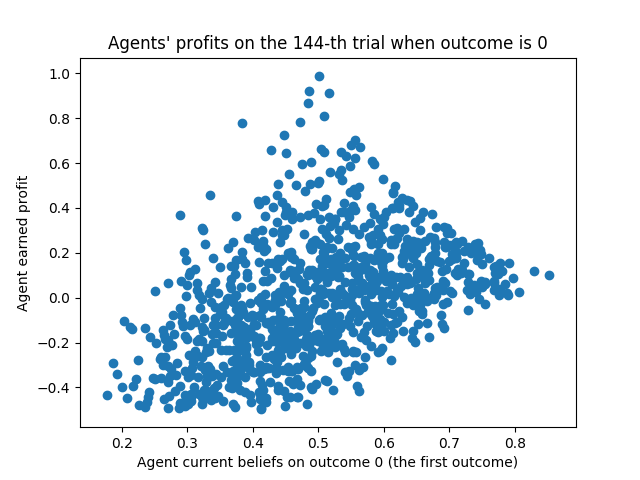 Agents' profits on the 144-th trial when outcome is 0
1.0
0.8
0.6
0.4
0.2
0.0
−0.2
−0.4
Agent earned profit
0.2 0.3 0.4 0.5 0.6 0.7 0.8
Agent current beliefs on outcome 0 (the first outcome)